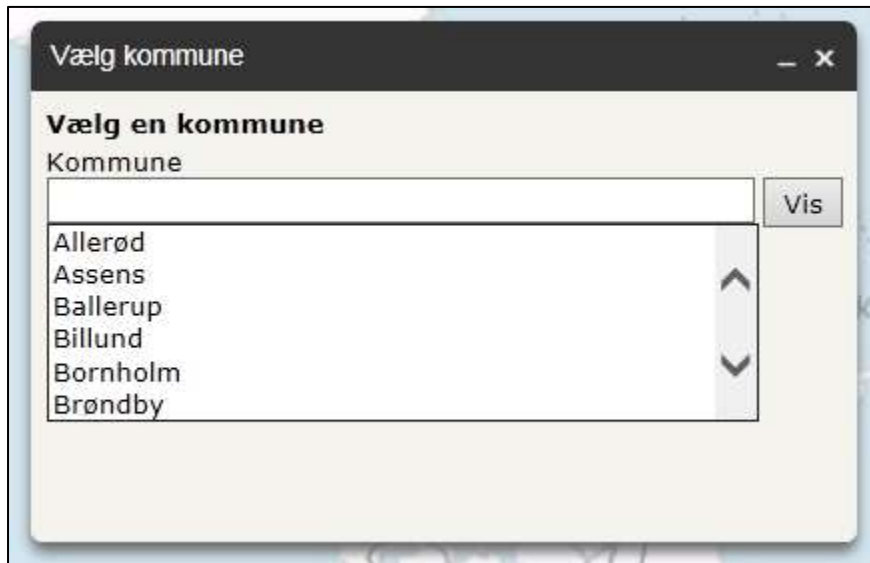 Vælg kommune
Vælg en kommune
Kommune
Vis
Allerød
Assens
Ballerup
Billund
Bornholm
Brøndby